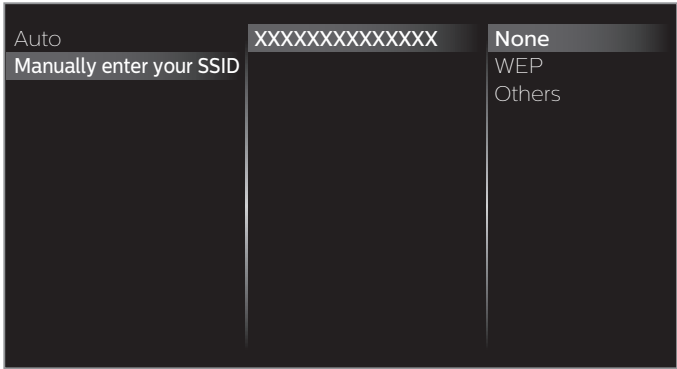 Auto
Manually enter your SSID
XXXXXXXXXXXXXX
None
WEP
Others